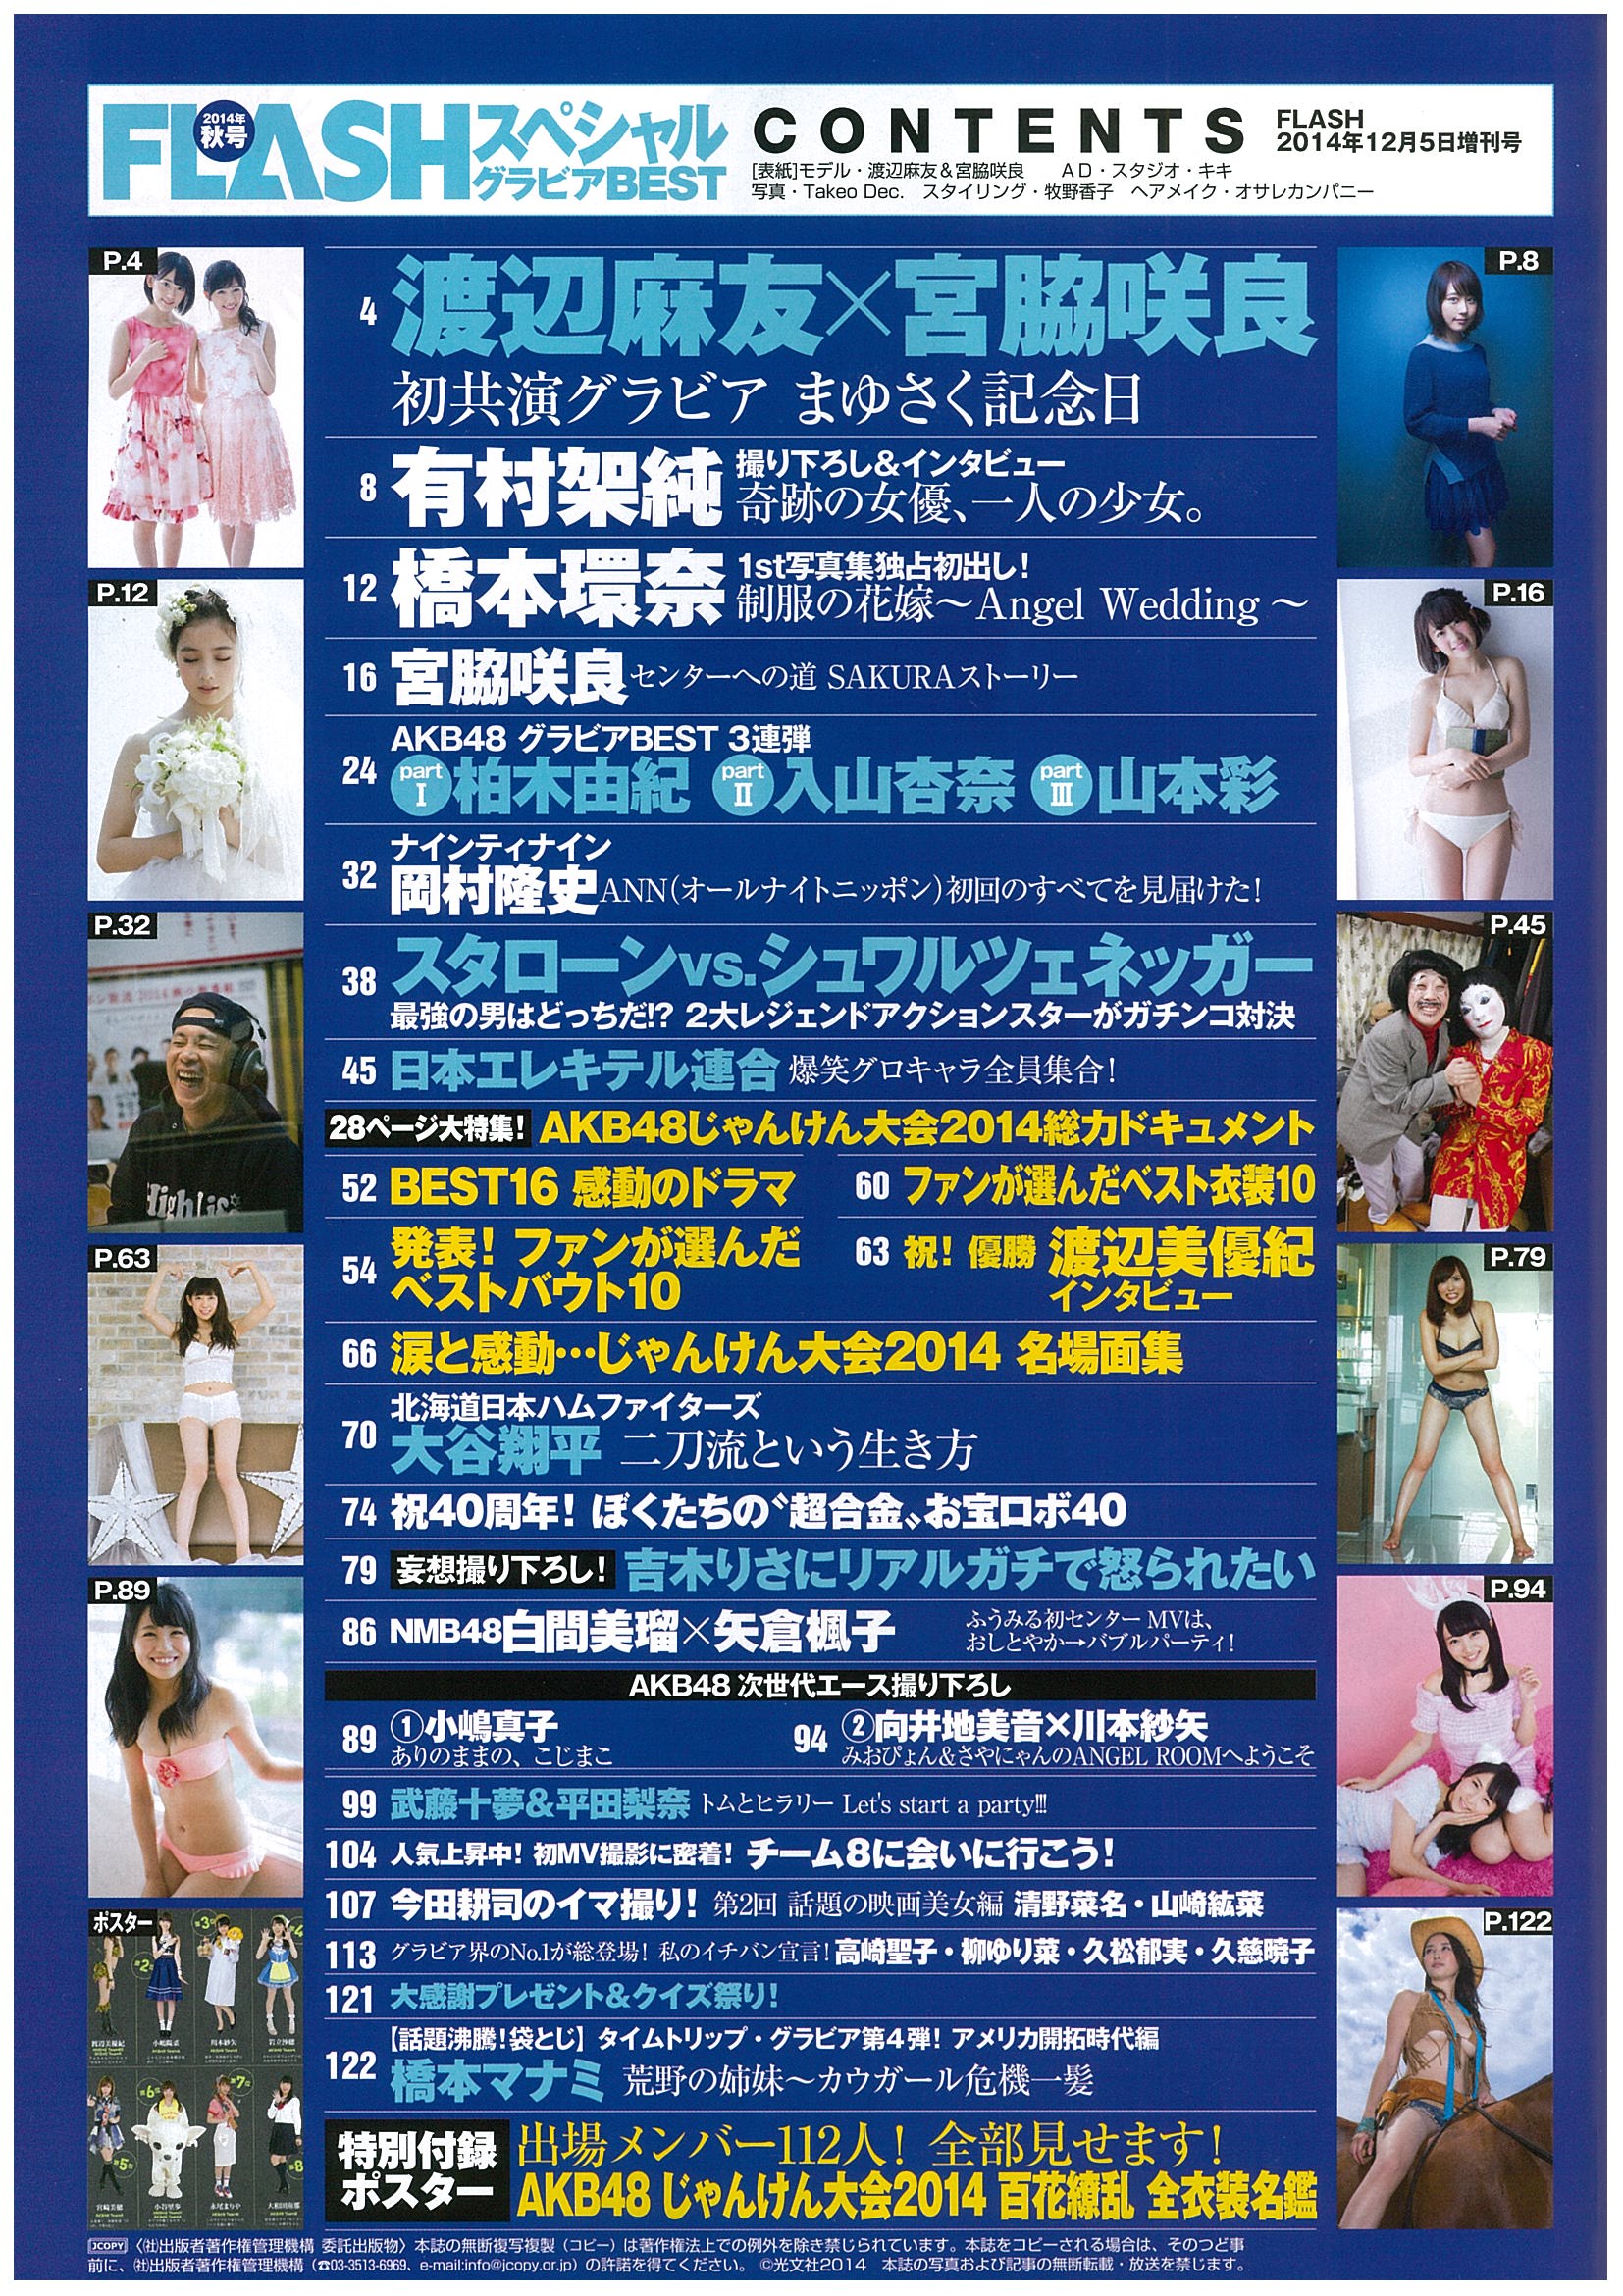 FLASHスペシャル
2014年
秋号
グラビアBEST
CONTENTS
FLASH
2014年12月5日増刊号
[表紙]モデル・渡辺麻友&宮脇咲良 AD・スタジオ・キキ
写真・Takeo Dec. スタイリング・牧野香子 ヘアメイク・オサレカンパニー
P.4
P.12
P.32
P.63
P.89
ポスター
4 渡辺麻友×宮脇咲良
初共演グラビア まゆさく記念日
8 有村架純 撮り下ろし&インタビュー
奇跡の女優、一人の少女。
12 橋本環奈 1st写真集独占初出し!
制服の花嫁〜Angel Wedding〜
16 宮脇咲良 センターへの道 SAKURAストーリー
AKB48 グラビアBEST 3連弾
24 part Ⅰ 柏木由紀 part Ⅱ 入山杏奈 part Ⅲ 山本彩
ナインティナイン
32 岡村隆史 ANN(オールナイトニッポン)初回のすべてを見届けた!
38 スタローンvs.シュワルツェネッガー
最強の男はどっちだ!? 2大レジェンドアクションスターがガチンコ対決
45 日本エレキテル連合 爆笑グロキャラ全員集合!
28ページ大特集! AKB48じゃんけん大会2014総力ドキュメント
52 BEST16 感動のドラマ
60 ファンが選んだベスト衣装10
54 発表! ファンが選んだ
ベストバウト10
63 祝! 優勝 渡辺美優紀
インタビュー
66 涙と感動…じゃんけん大会2014 名場面集
北海道日本ハムファイターズ
70 大谷翔平 二刀流という生き方
74 祝40周年! ぼくたちの〝超合金〟お宝ロボ40
79 妄想撮り下ろし! 吉木りさにリアルガチで怒られたい
86 NMB48白間美瑠×矢倉楓子 ふうみる初センター MVは、
おしとやか→バブルパーティ!
AKB48 次世代エース撮り下ろし
89 ①小嶋真子
ありのままの、こじまこ
94 ②向井地美音×川本紗矢
みおぴょん&さやにゃんのANGEL ROOMへようこそ
99 武藤十夢&平田梨奈 トムとヒラリー Let's start a party!!!
104 人気上昇中! 初MV撮影に密着! チーム8に会いに行こう!
107 今田耕司のイマ撮り! 第2回 話題の映画美女編 清野菜名・山崎紘菜
113 グラビア界のNo.1が総登場! 私のイチバン宣言! 高崎聖子・柳ゆり菜・久松郁実・久慈暁子
121 大感謝プレゼント&クイズ祭り!
【話題沸騰!袋とじ】タイムトリップ・グラビア第4弾! アメリカ開拓時代編
122 橋本マナミ 荒野の姉妹〜カウガール危機一髪
特別付録
ポスター
出場メンバー112人! 全部見せます!
AKB48 じゃんけん大会2014 百花繚乱 全衣装名鑑
P.8
P.16
P.45
P.79
P.94
P.122
JCOPY 〈㈳出版者著作権管理機構 委託出版物〉本誌の無断複写複製(コピー)は著作権法上での例外を除き禁じられています。本誌をコピーされる場合は、そのつど事
前に、㈳出版者著作権管理機構(☎03-3513-6969、e-mail:info@jcopy.or.jp)の許諾を得てください。 ©光文社2014 本誌の写真および記事の無断転載・放送を禁じます。